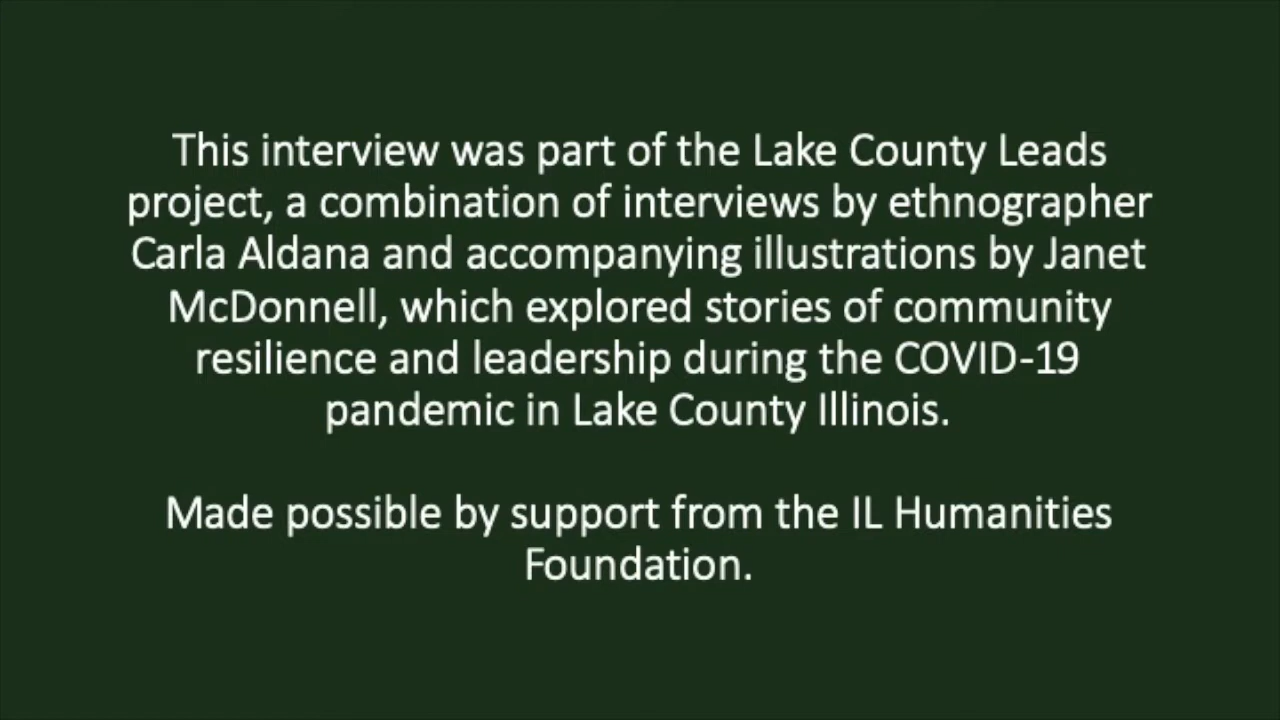 This interview was part of the Lake County Leads
project, a combination of interviews by ethnographer
Carla Aldana and accompanying illustrations by Janet
McDonnell, which explored stories of community
resilience and leadership during the COVID-19
pandemic in Lake County Illinois.
Made possible by support from the IL Humanities
Foundation.